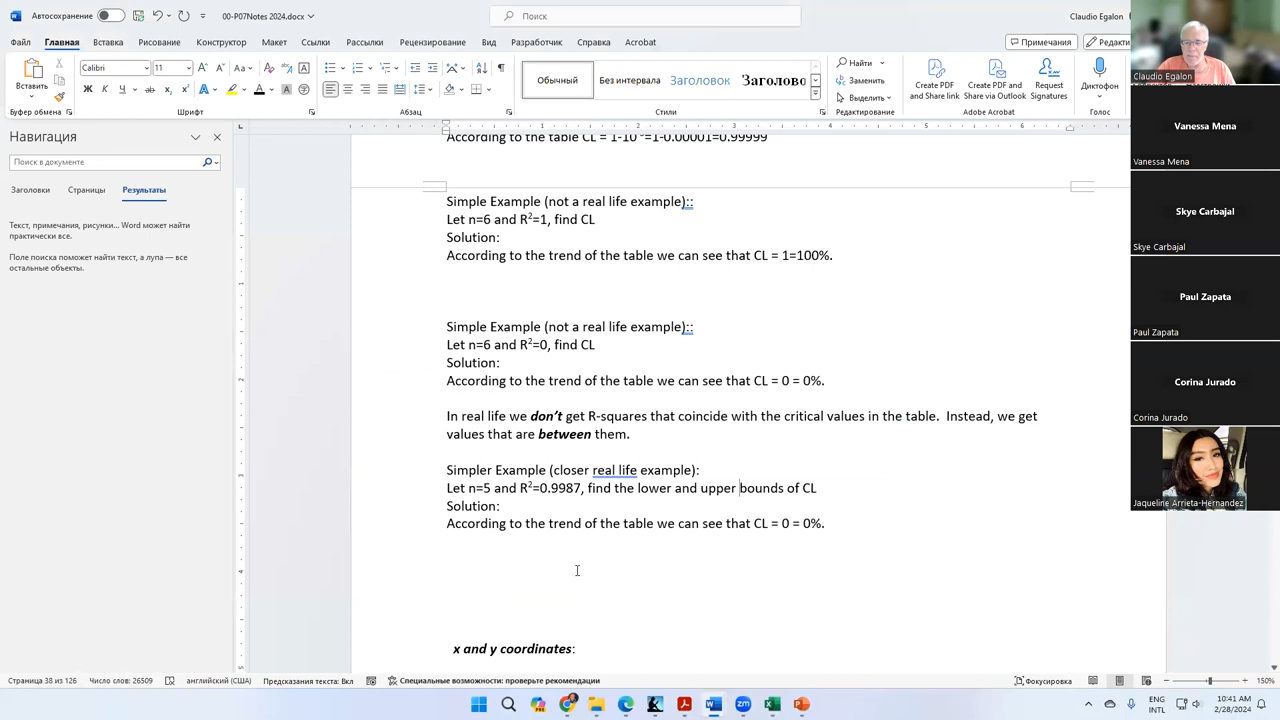 Автосохранение
00-P07Notes 2024.docx
Поиск
Claudio Egalon
Файл Главная Вставка Рисование Конструктор Макет Ссылки Рассылки Рецензирование Вид Разработчик Справка Acrobat
Примечания
Вставить
Calibri 11
Обычный Без интервала Заголовок Заголово
Найти
Заменить
Выделить
Create PDF and Share link
Create PDF and Share via Outlook
Request Signatures
Диктофон
Буфер обмена Шрифт Абзац Стили Редактирование Adobe Acrobat Голос
Навигация
Поиск в документе
Заголовки Страницы Результаты
Текст, примечания, рисунки... Word может найти
практически все.
Поле поиска поможет найти текст, а лупа — все
остальные объекты.
Simple Example (not a real life example)::
Let n=6 and R²=1, find CL
Solution:
According to the trend of the table we can see that CL = 1=100%.
Simple Example (not a real life example)::
Let n=6 and R²=0, find CL
Solution:
According to the trend of the table we can see that CL = 0 = 0%.
In real life we don't get R-squares that coincide with the critical values in the table. Instead, we get
values that are between them.
Simpler Example (closer real life example):
Let n=5 and R²=0.9987, find the lower and upper bounds of CL
Solution:
According to the trend of the table we can see that CL = 0 = 0%.
x and y coordinates:
Claudio Egalon
Vanessa Mena
Vanessa Mena
Skye Carbajal
Skye Carbajal
Paul Zapata
Paul Zapata
Corina Jurado
Corina Jurado
Jaqueline Arrieta-Hernandez
Страница 38 из 126 Число слов: 26509 английский (США) Предсказания текста: Вкл Специальные возможности: проверьте рекомендации Фокусировка 150%
ENG
INTL
10:41 AM
2/28/2024